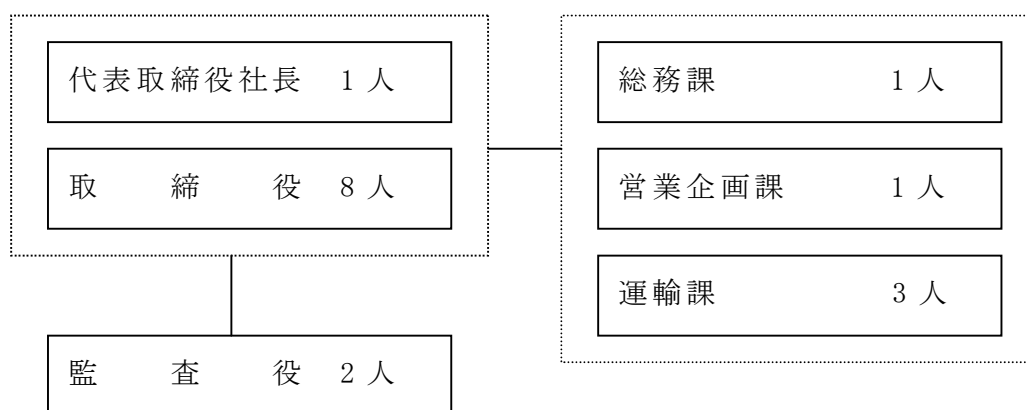 代表取締役社長 1人
取締役 8人
監査役 2人
総務課 1人
営業企画課 1人
運輸課 3人